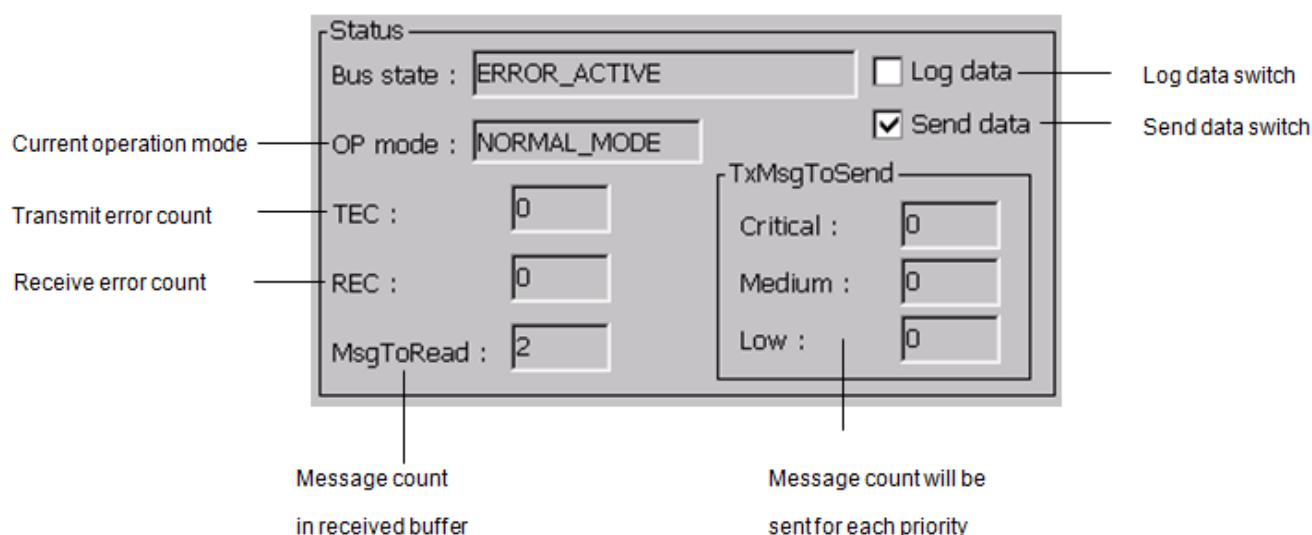 Status
Bus state : ERROR_ACTIVE
Log data
Log data switch
Send data
Send data switch
Current operation mode
OP mode : NORMAL_MODE
TxMsgToSend
Transmit error count
TEC : 0
Critical : 0
Receive error count
REC : 0
Medium : 0
MsgToRead : 2
Low : 0
Message count
in received buffer
Message count will be
sent for each priority